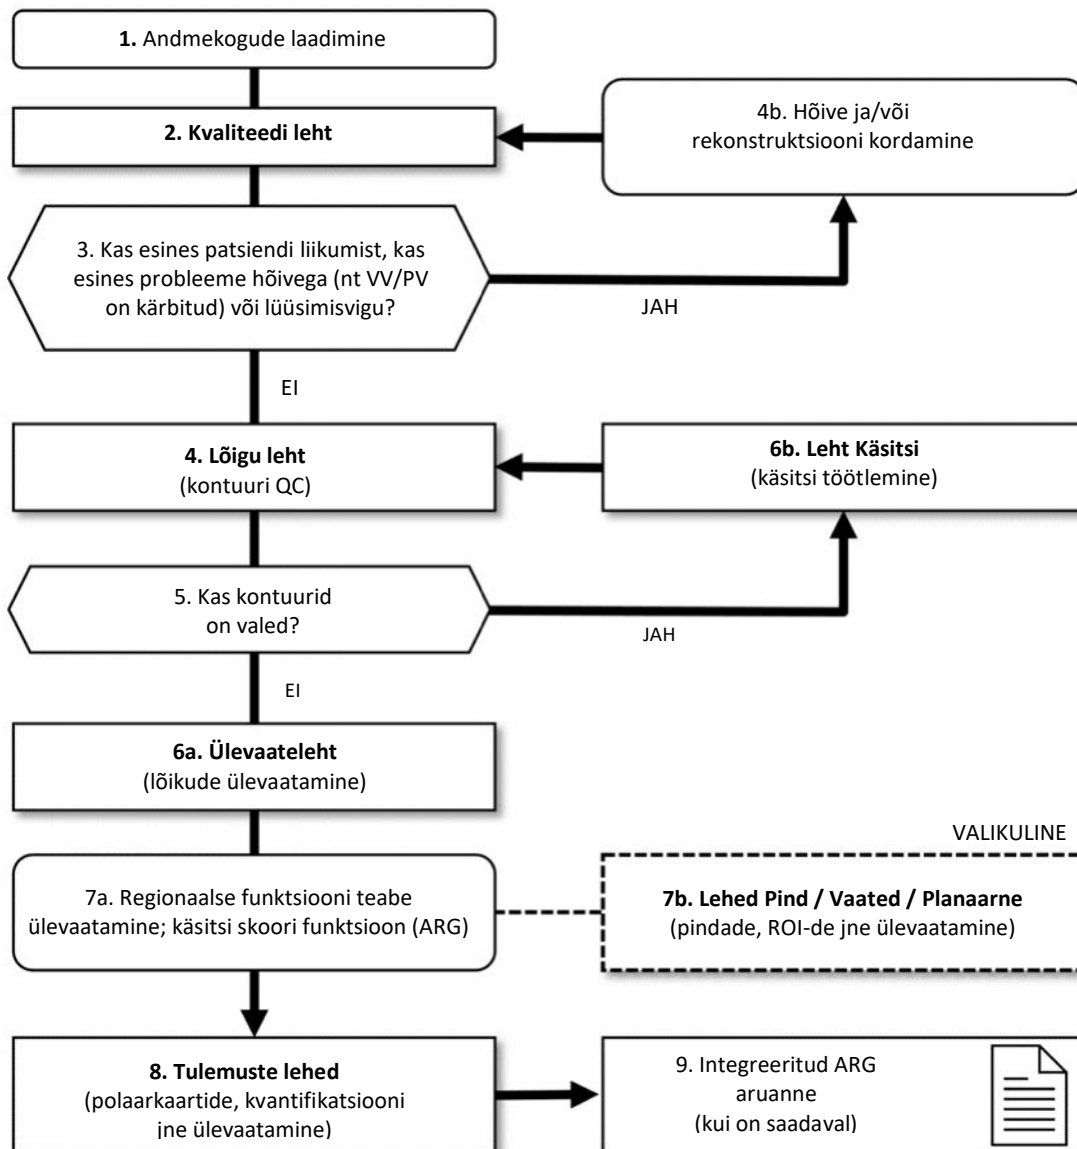 1. Andmekogude laadimine
2. Kvaliteedi leht
4b. Hõive ja/või
rekonstruktsiooni kordamine
3. Kas esines patsiendi liikumist, kas
esines probleeme hõivega (nt VV/PV
on kärbitud) või lüüsimisvigu?
JAH
EI
4. Lõigu leht
(kontuuri QC)
6b. Leht Käsitsi
(käsitsi töötlemine)
5. Kas kontuurid
on valed?
JAH
EI
6a. Ülevaateleht
(lõikude ülevaatamine)
VALIKULINE
7a. Regionaalse funktsiooni teabe
ülevaatamine; käsitsi skoori funktsioon (ARG)
7b. Lehed Pind / Vaated / Planaarne
(pindade, ROI-de jne ülevaatamine)
8. Tulemuste lehed
(polaarkaartide, kvantifikatsiooni
jne ülevaatamine)
9. Integreeritud ARG
aruanne
(kui on saadaval)